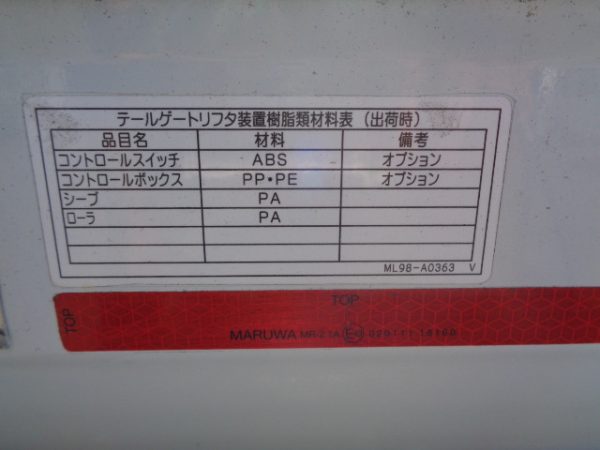 テールゲートリフタ装置樹脂類材料表（出荷時）
品目名 材料 備考
コントロールスイッチ ABS オプション
コントロールボックス PP・PE オプション
シーブ PA
ローラ PA
ML98-A0363 V
TOP
TOP
MARUWA MR-21A